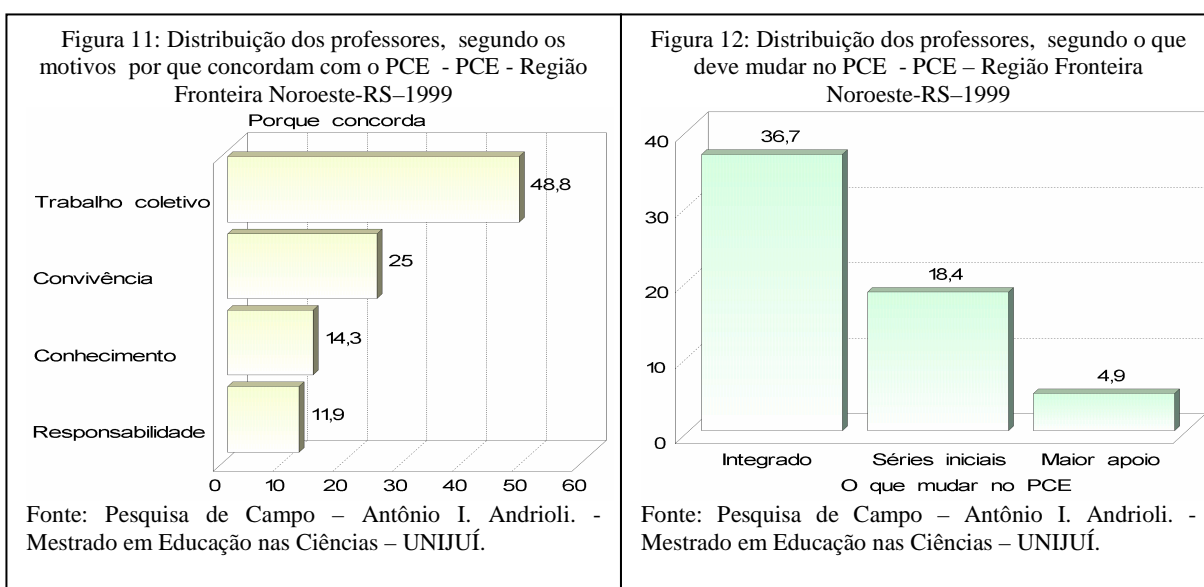 Figura 11: Distribuição dos professores, segundo os
motivos por que concordam com o PCE - PCE - Região
Fronteira Noroeste-RS–1999
Porque concorda
Trabalho coletivo
48,8
Convivência
25
Conhecimento
14,3
Responsabilidade
11,9
0 10 20 30 40 50 60
Fonte: Pesquisa de Campo – Antônio I. Andrioli. -
Mestrado em Educação nas Ciências – UNIJUÍ.
Figura 12: Distribuição dos professores, segundo o que
deve mudar no PCE - PCE – Região Fronteira
Noroeste-RS–1999
40
30
20
10
0
36,7
18,4
4,9
Integrado Séries iniciais Maior apoio
O que mudar no PCE
Fonte: Pesquisa de Campo – Antônio I. Andrioli. -
Mestrado em Educação nas Ciências – UNIJUÍ.